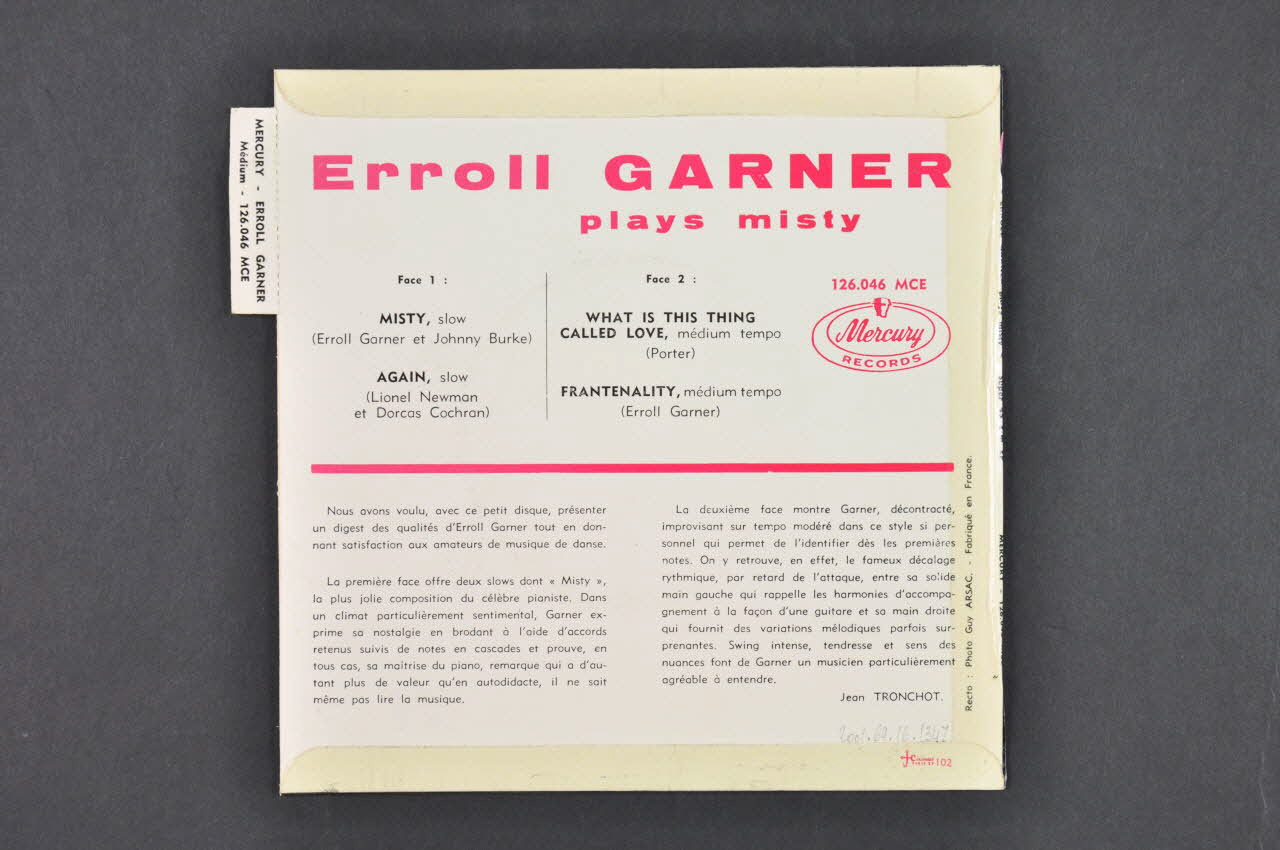 MERCURY - ERROLL GARNER
Médium - 126.046 MCE
Erroll GARNER
plays misty
Face 1 :
MISTY, slow
(Erroll Garner et Johnny Burke)
AGAIN, slow
(Lionel Newman
et Dorcas Cochran)
Face 2 :
WHAT IS THIS THING
CALLED LOVE, médium tempo
(Porter)
FRANTENALITY, médium tempo
(Erroll Garner)
126.046 MCE
Mercury
RECORDS
Nous avons voulu, avec ce petit disque, présenter
un digest des qualités d'Erroll Garner tout en don-
nant satisfaction aux amateurs de musique de danse.
La première face offre deux slows dont « Misty »,
la plus jolie composition du célèbre pianiste. Dans
un climat particulièrement sentimental, Garner ex-
prime sa nostalgie en brodant à l'aide d'accords
retenus suivis de notes en cascades et prouve, en
tous cas, sa maitrise du piano, remarque qui a d'au-
tant plus de valeur qu'en autodidacte, il ne sait
même pas lire la musique.
La deuxième face montre Garner, décontracté,
improvisant sur tempo modéré dans ce style si per-
sonnel qui permet de l'identifier dès les premières
notes. On y retrouve, en effet, le fameux décalage
rythmique, par retard de l'attaque, entre sa solide
main gauche qui rappelle les harmonies d'accompa-
gnement à la façon d'une guitare et sa main droite
qui fournit des variations mélodiques parfois sur-
prenantes. Swing intense, tendresse et sens des
nuances font de Garner un musicien particulièrement
agréable à entendre.
Jean TRONCHOT.
Recto : Photo Guy ARSAC. - Fabriqué en France.
102